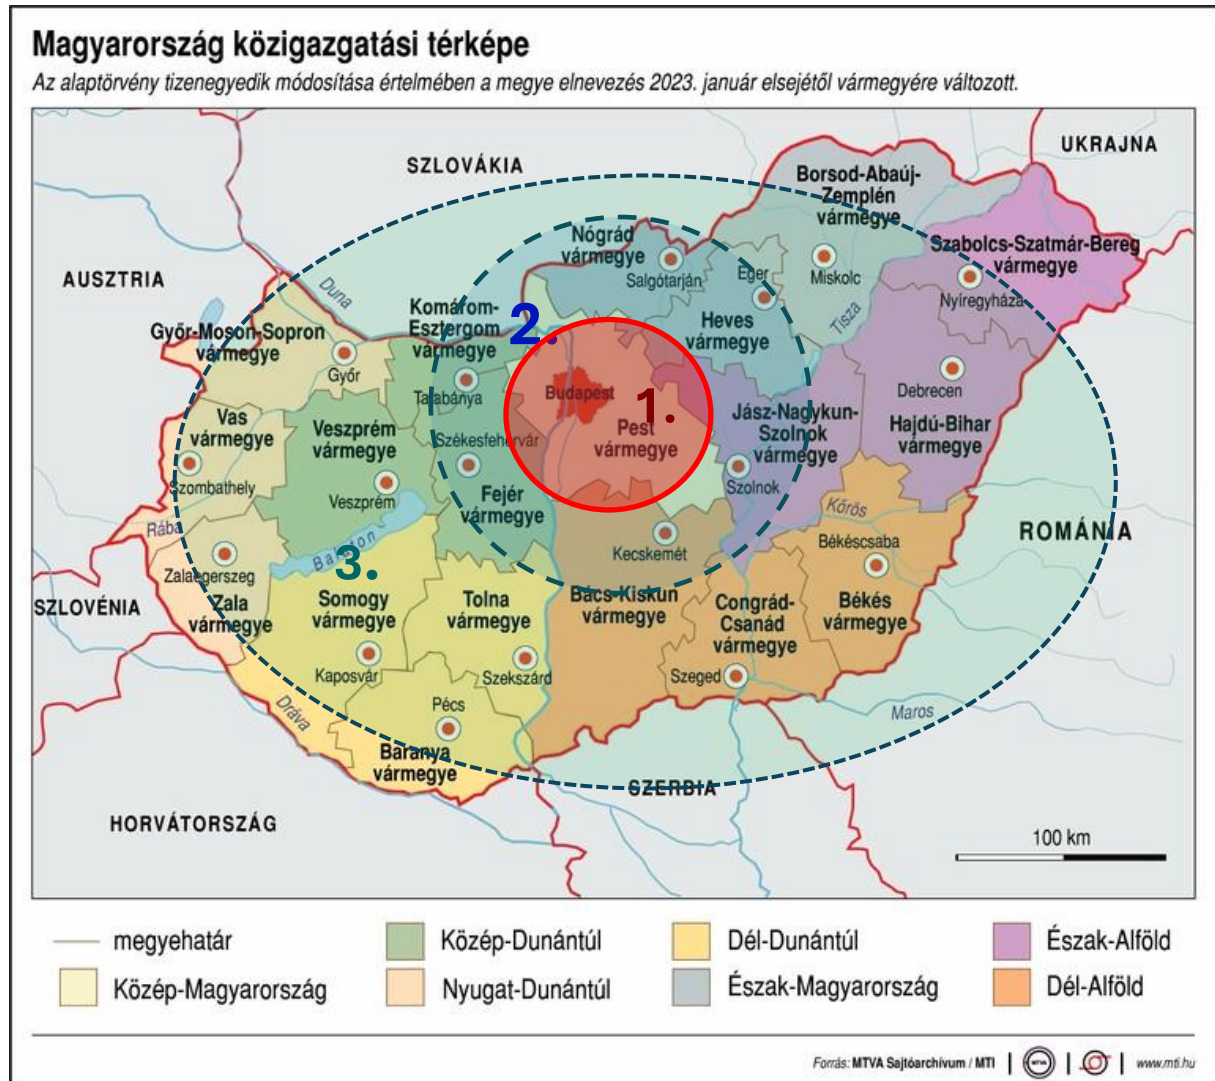 Magyarország közigazgatási térképe
Az alaptörvény tizenegyedik módosítása értelmében a megye elnevezés 2023. január elsejétől vármegyére változott.
UKRAJNA
SZLOVÁKIA
Borsod-Abaúj-
Zemplén
vármegye
Nógrád
vármegye
Szabolcs-Szatmár-Bereg
vármegye
AUSZTRIA
Salgótarján
Eger
Miskolc
Nyíregyháza
Duna
Komárom-
Esztergom
vármegye
2.
Heves
vármegye
Tisza
Győr-Moson-Sopron
vármegye
Győr
Tatabánya
Budapest
1.
Debrecen
Vas
vármegye
Veszprém
vármegye
Székesfehérvár
Pest
vármegye
Jász-Nagykun-
Szolnok
vármegye
Hajdú-Bihar
vármegye
Szombathely
Veszprém
Fejér
vármegye
Szolnok
Rába
Kőrös
ROMÁNIA
Balaton
3.
Kecskemét
Békéscsaba
Zalaegerszeg
SZLOVÉNIA
Zala
vármegye
Somogy
vármegye
Tolna
vármegye
Bács-Kiskun
vármegye
Congrád-
Csanád
vármegye
Békés
vármegye
Kaposvár
Szekszárd
Szeged
Dráva
Pécs
Maros
Baranya
vármegye
SZERBIA
HORVÁTORSZÁG
100 km
megyehatár
Közép-Dunántúl
Dél-Dunántúl
Észak-Alföld
Közép-Magyarország
Nyugat-Dunántúl
Észak-Magyarország
Dél-Alföld
Forrás: MTVA Sajtóarchívum / MTI | MTVA | | www.mti.hu